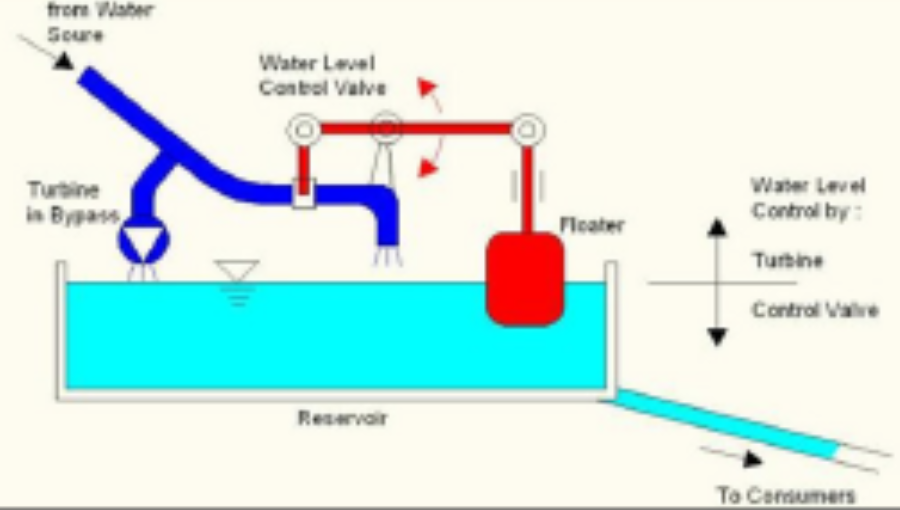 from Water
Soure
Water Level
Control Valve
Turbine
in Bypass
Floater
Water Level
Control by :
Turbine
Control Valve
Reservoir
To Consumers